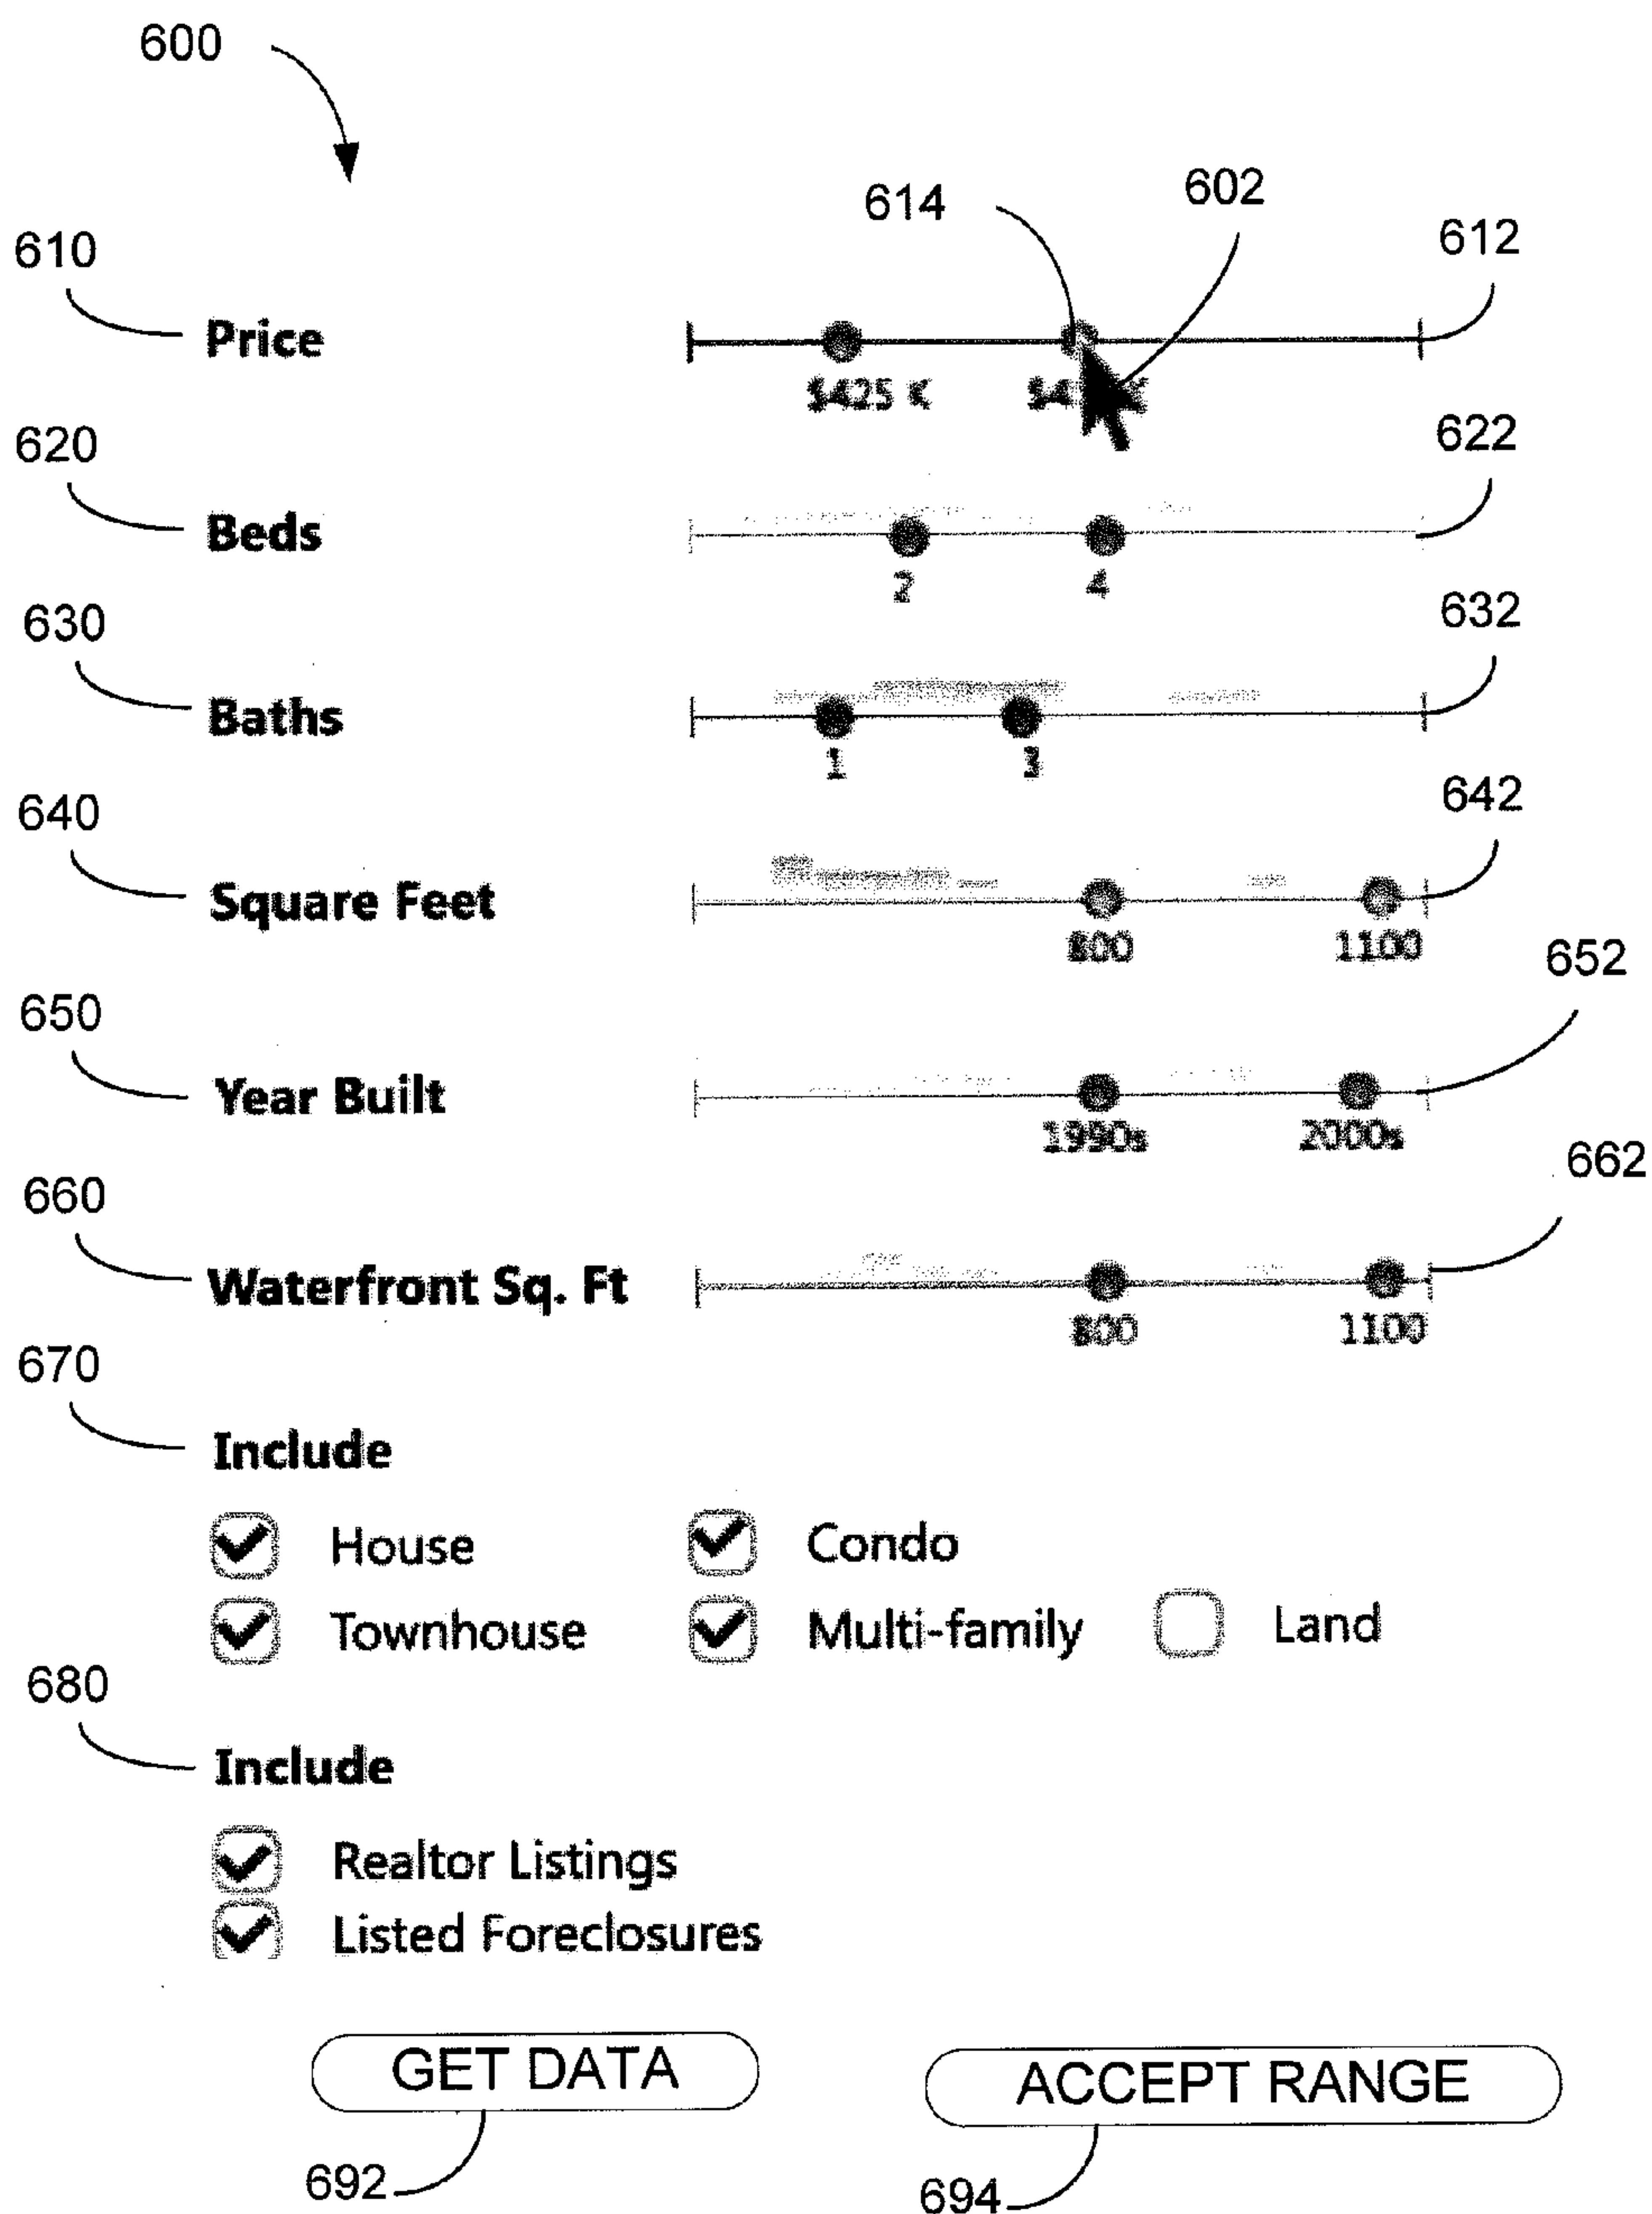 600
614 602
610 612
Price
$425 K
620 622
Beds
2 4
630 632
Baths
1 3
640 642
Square Feet
800 1100
650 652
Year Built
1990s 2000s
660 662
Waterfront Sq. Ft
800 1100
670
Include
House Condo
Townhouse Multi-family Land
680
Include
Realtor Listings
Listed Foreclosures
GET DATA ACCEPT RANGE
692 694